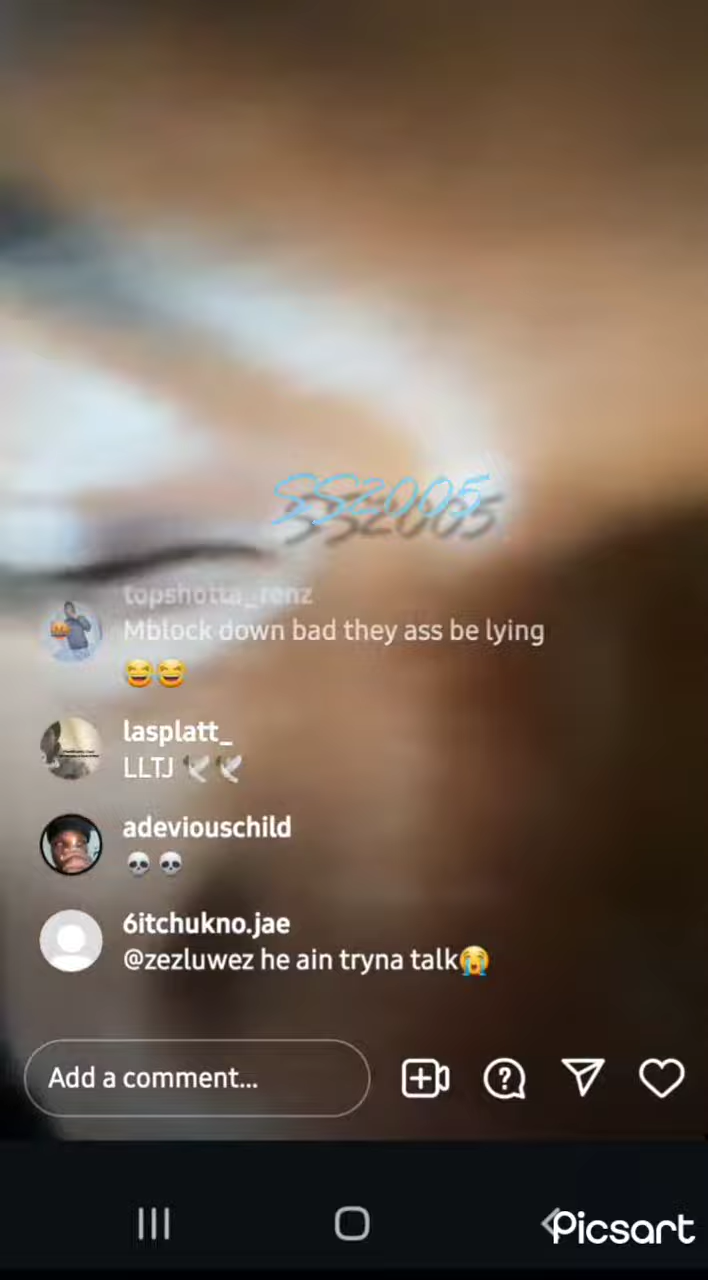 SS2005
topshotta_renz
Mblock down bad they ass be lying
😆😆
lasplatt_
LLTJ 🕊🕊
adeviouschild
💀💀
6itchukno.jae
@zezluwez he ain tryna talk😭
Add a comment...
Picsart